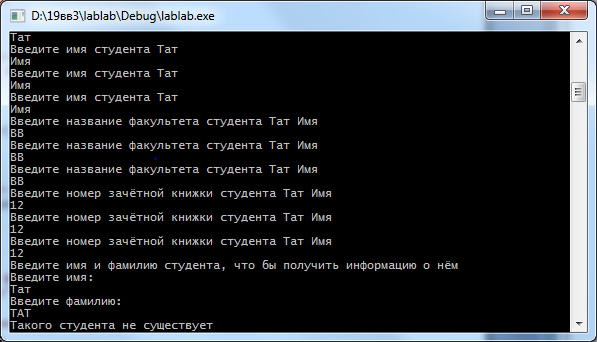 D:\19вв3\lablab\Debug\lablab.exe
Тат
Введите имя студента Тат
Имя
Введите имя студента Тат
Имя
Введите имя студента Тат
Имя
Введите название факультета студента Тат Имя
ВВ
Введите название факультета студента Тат Имя
ВВ
Введите название факультета студента Тат Имя
ВВ
Введите номер зачётной книжки студента Тат Имя
12
Введите номер зачётной книжки студента Тат Имя
12
Введите номер зачётной книжки студента Тат Имя
12
Введите имя и фамилию студента, что бы получить информацию о нём
Введите имя:
Тат
Введите фамилию:
ТАТ
Такого студента не существует